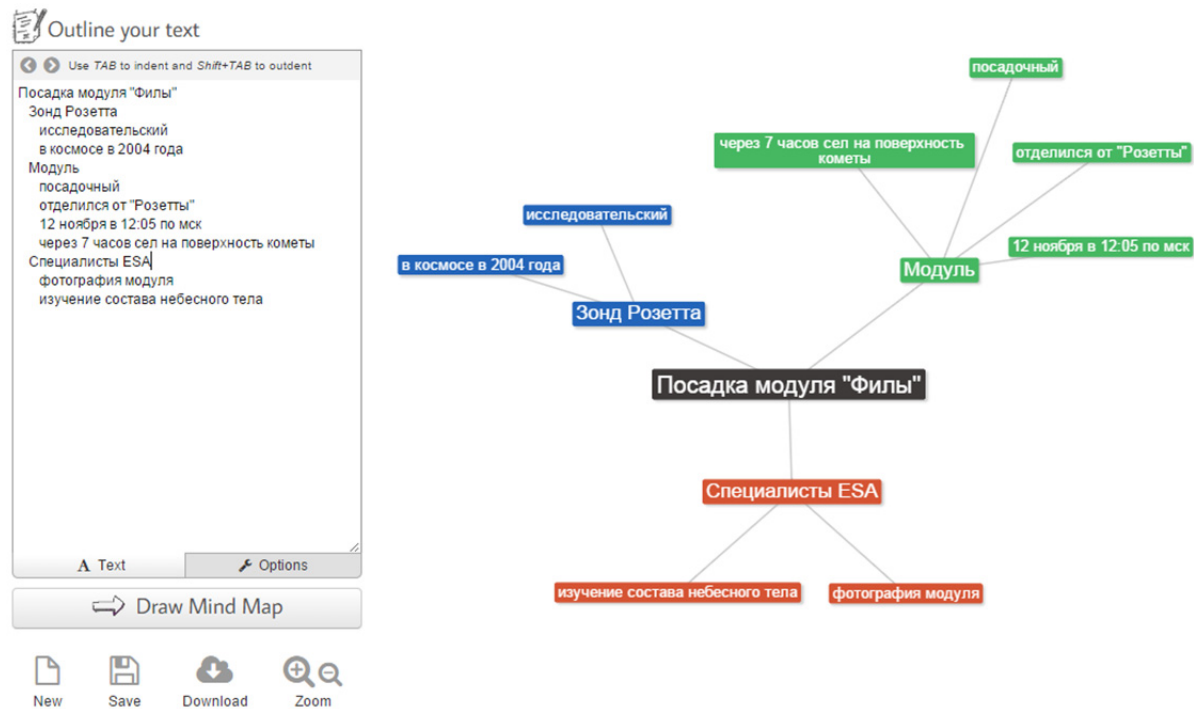 Outline your text
Use TAB to indent and Shift+TAB to outdent
Посадка модуля "Филы"
Зонд Розетта
исследовательский
в космосе в 2004 года
Модуль
посадочный
отделился от "Розетты"
12 ноября в 12:05 по мск
через 7 часов сел на поверхность кометы
Специалисты ESA
фотография модуля
изучение состава небесного тела
A Text
Options
Draw Mind Map
New
Save
Download
Zoom
посадочный
через 7 часов сел на поверхность
кометы
отделился от "Розетты"
исследовательский
12 ноября в 12:05 по мск
в космосе в 2004 года
Модуль
Зонд Розетта
Посадка модуля "Филы"
Специалисты ESA
изучение состава небесного тела
фотография модуля